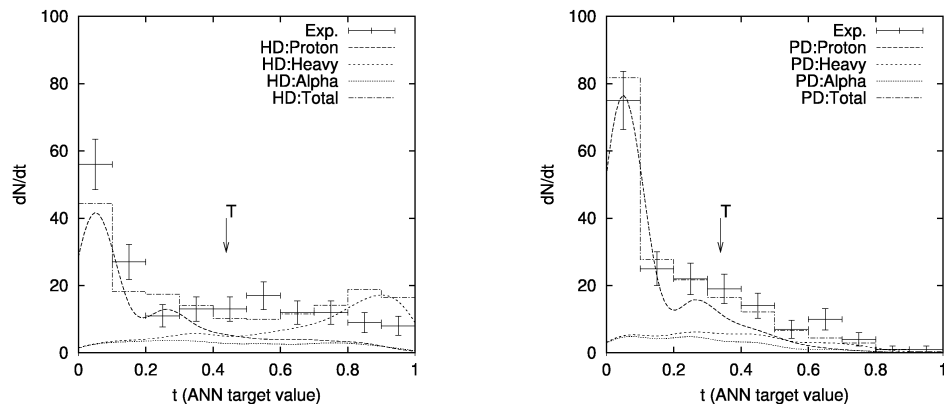 100
80
60
40
20
0
dN/dt
0
0.2
0.4
0.6
0.8
1
t (ANN target value)
Exp.
HD:Proton
HD:Heavy
HD:Alpha
HD:Total
T
100
80
60
40
20
0
dN/dt
0
0.2
0.4
0.6
0.8
1
t (ANN target value)
Exp.
PD:Proton
PD:Heavy
PD:Alpha
PD:Total
T